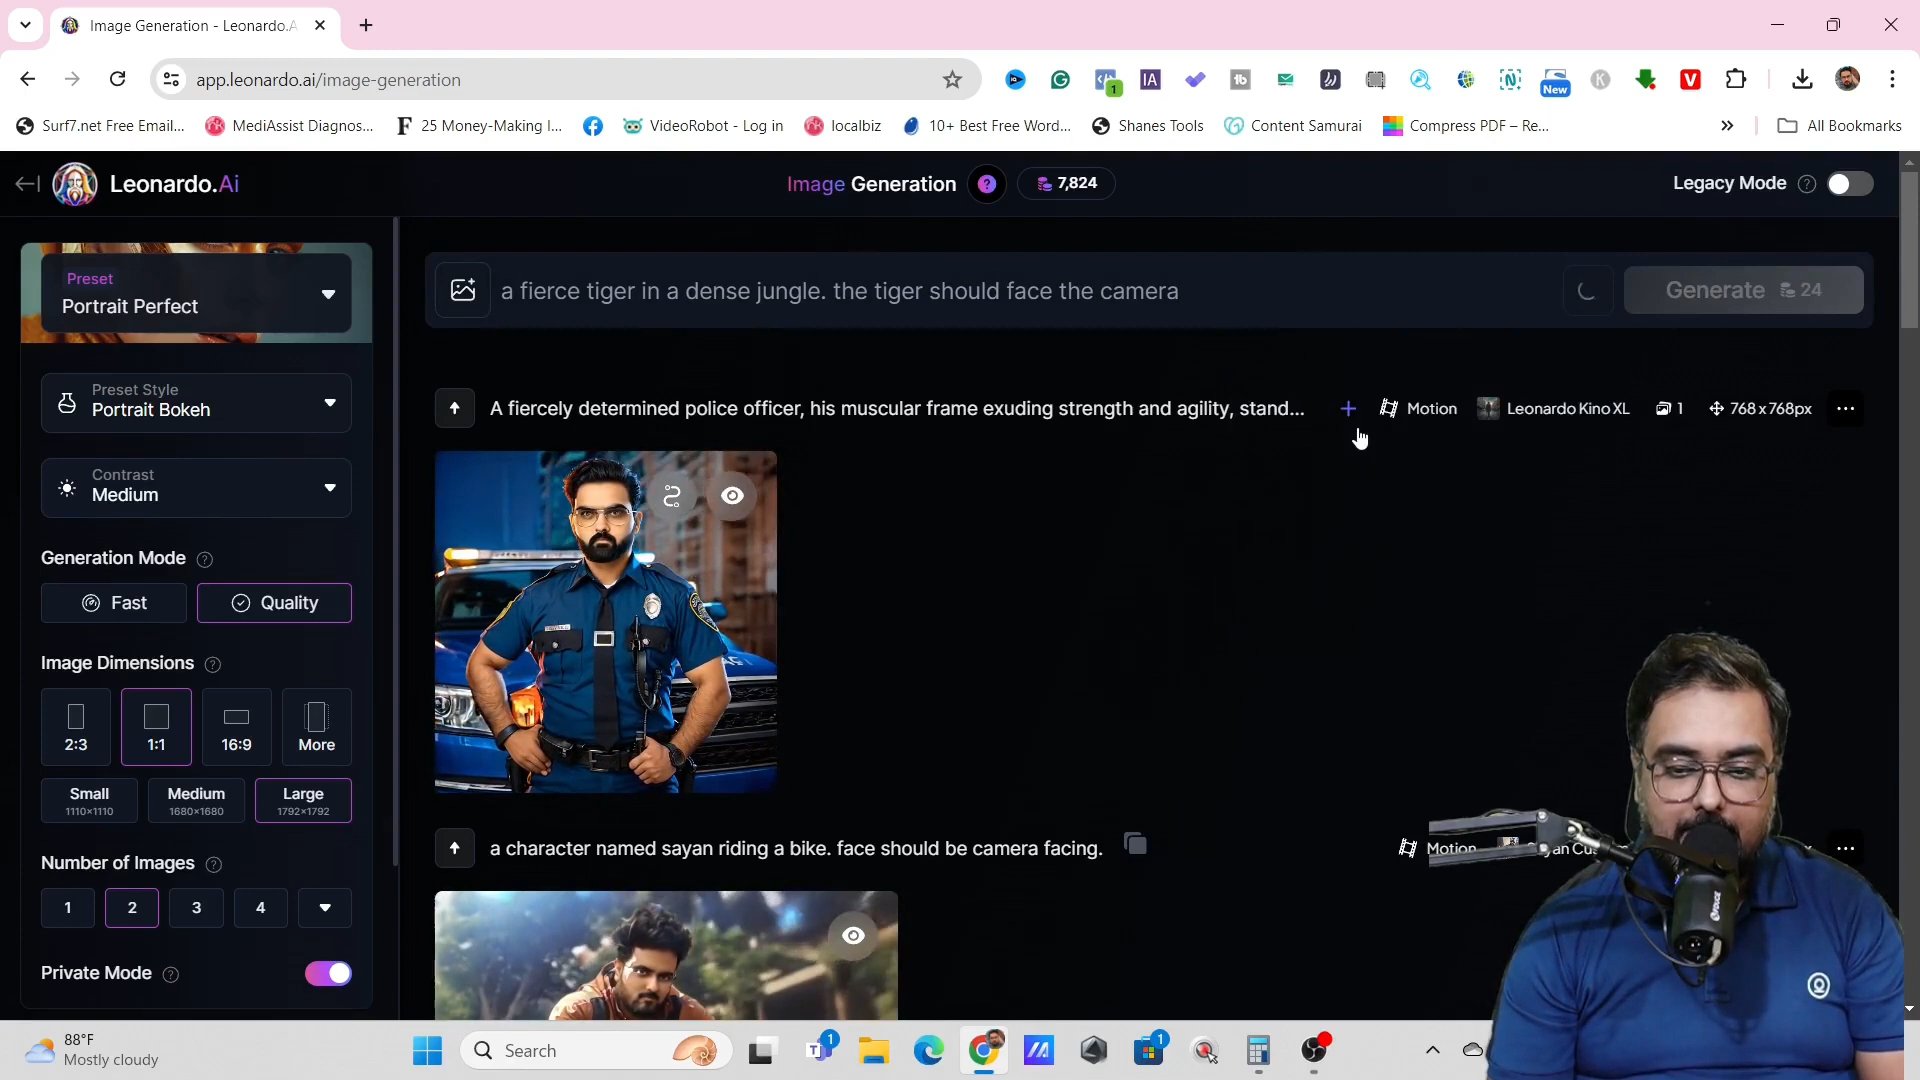 Image Generation - Leonardo.A
app.leonardo.ai/image-generation
1
New
Surf7.net Free Email...
MediAssist Diagnos...
25 Money-Making I...
VideoRobot - Log in
localbiz
10+ Best Free Word...
Shanes Tools
Content Samurai
Compress PDF – Re...
All Bookmarks
Leonardo.Ai
Image Generation
7,824
Legacy Mode
Preset
Portrait Perfect
a fierce tiger in a dense jungle. the tiger should face the camera
Generate 24
Preset Style
Portrait Bokeh
A fiercely determined police officer, his muscular frame exuding strength and agility, stand...
Motion
Leonardo Kino XL
1
768 x 768px
Contrast
Medium
Generation Mode
Fast
Quality
Image Dimensions
2:3
1:1
16:9
More
Small
1110×1110
Medium
1680×1680
Large
1792×1792
a character named sayan riding a bike. face should be camera facing.
Motion
Number of Images
1
2
3
4
Private Mode
88°F
Mostly cloudy
Search
1
1